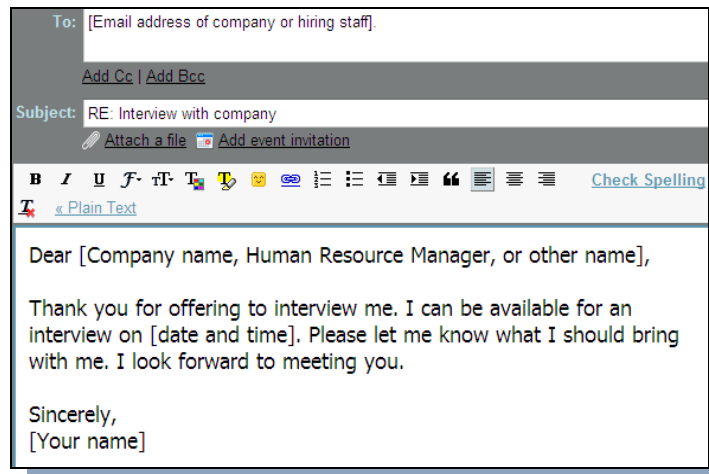 To: [Email address of company or hiring staff].
Add Cc | Add Bcc
Subject: RE: Interview with company
Attach a file Add event invitation
B I U F T Check Spelling
T « Plain Text
Dear [Company name, Human Resource Manager, or other name],
Thank you for offering to interview me. I can be available for an
interview on [date and time]. Please let me know what I should bring
with me. I look forward to meeting you.
Sincerely,
[Your name]